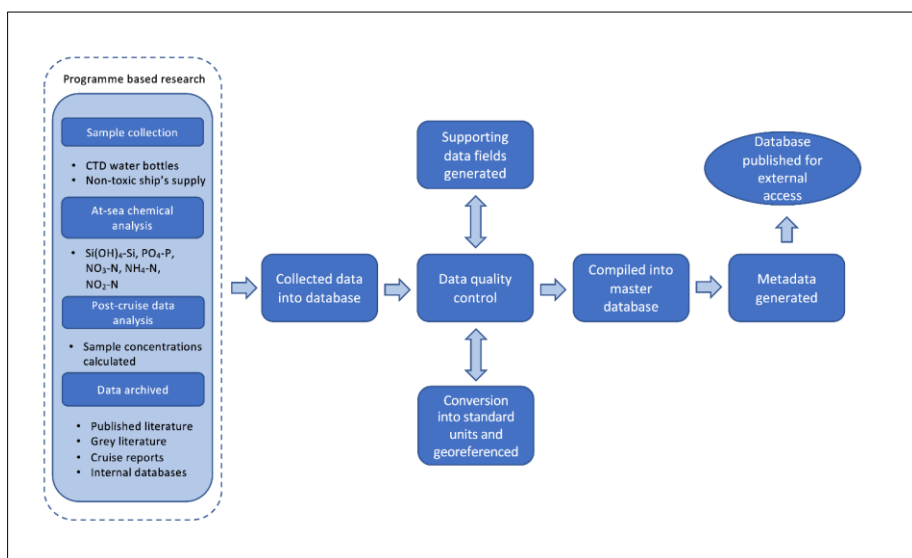 Programme based research
Sample collection
• CTD water bottles
• Non-toxic ship's supply
At-sea chemical
analysis
• Si(OH)₄-Si, PO₄-P,
NO₃-N, NH₄-N,
NO₂-N
Post-cruise data
analysis
• Sample concentrations
calculated
Data archived
• Published literature
• Grey literature
• Cruise reports
• Internal databases
Collected data
into database
Supporting
data fields
generated
Data quality
control
Conversion
into standard
units and
georeferenced
Compiled into
master
database
Metadata
generated
Database
published for
external
access